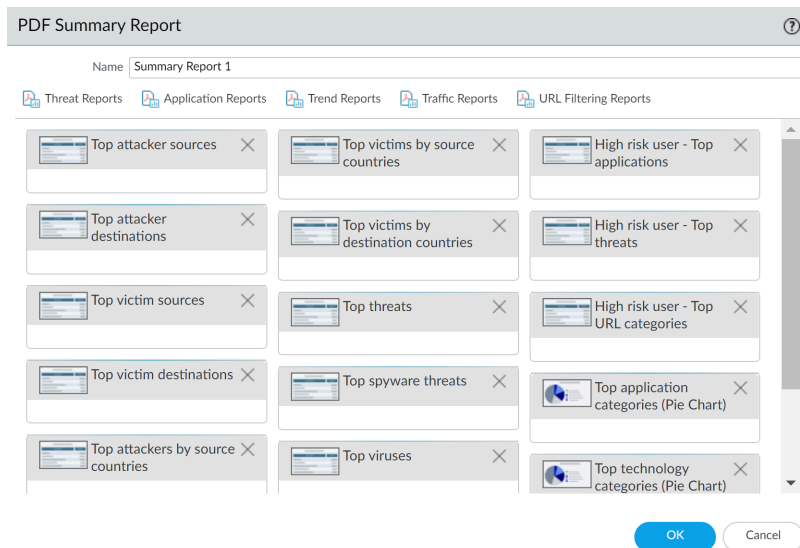 PDF Summary Report
Name Summary Report 1
Threat Reports Application Reports Trend Reports Traffic Reports URL Filtering Reports
Top attacker sources
Top attacker
destinations
Top victim sources
Top victim destinations
Top attackers by source
countries
Top victims by source
countries
Top victims by
destination countries
Top threats
Top spyware threats
Top viruses
High risk user - Top
applications
High risk user - Top
threats
High risk user - Top
URL categories
Top application
categories (Pie Chart)
Top technology
categories (Pie Chart)
OK Cancel